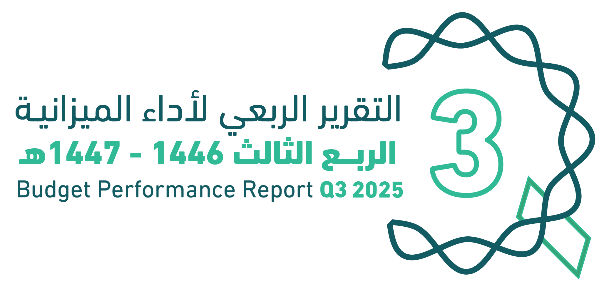 التقرير الربعي لأداء الميزانية
الربع الثالث 1446 - 1447هـ
Budget Performance Report Q3 2025
3